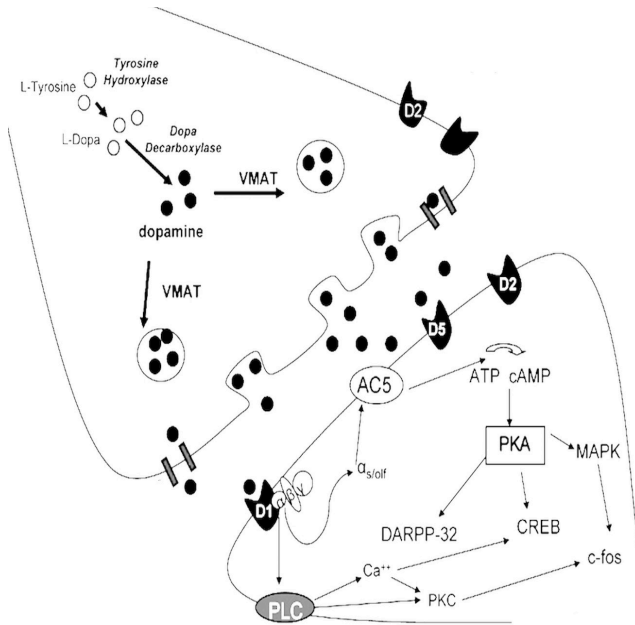 Tyrosine
Hydroxylase
L-Tyrosine
L-Dopa
Dopa
Decarboxylase
D2
VMAT
dopamine
VMAT
D2
D5
AC5
ATP cAMP
PKA
MAPK
αs/olf
α β γ
D1
DARPP-32
CREB
c-fos
Ca++
PKC
PLC